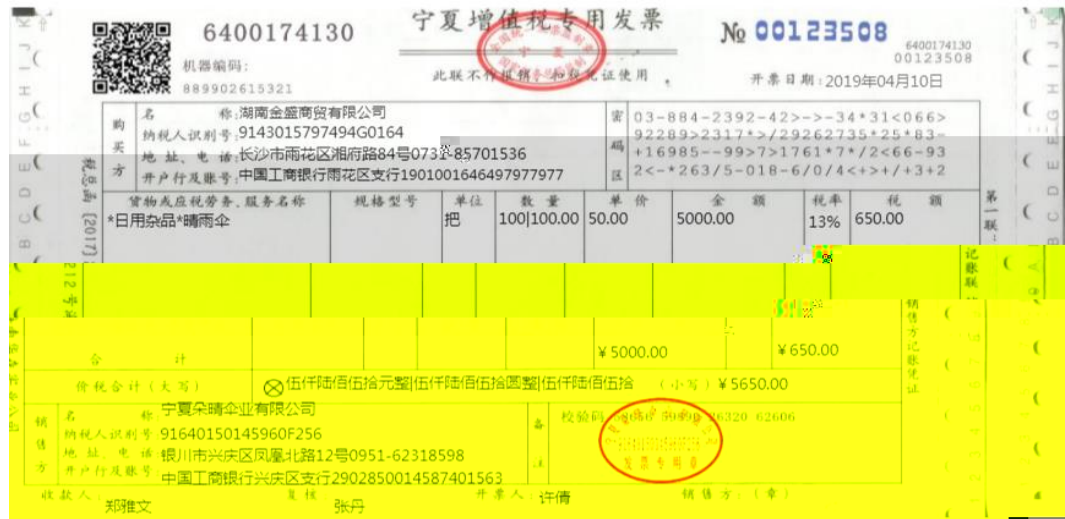 宁夏增值税专用发票
6400174130
№ 00123508
6400174130
00123508
机器编码:
889902615321
开票日期:2019年04月10日
购买方
名 称:湖南金盛商贸有限公司
纳税人识别号:9143015797494G0164
地 址、电 话:长沙市雨花区湘府路84号0731-85701536
开户行及账号:中国工商银行雨花区支行1901001646497977977
密码区
03-884-2392-42>->-34*31<066>
92289>2317*>/29262735*25*83-
+16985--99>7>1761*7*/2<66-93
2<-*263/5-018-6/0/4<+>+/+3+2
货物或应税劳务、服务名称 规格型号 单位 数量 单价 金额 税率 税额
*日用杂品*晴雨伞 把 100|100.00 50.00 5000.00 13% 650.00
合 计 ¥5000.00 ¥650.00
价税合计(大写) 伍仟陆佰伍拾元整|伍仟陆佰伍拾圆整|伍仟陆佰伍拾 (小写)¥5650.00
销售方
名 称:宁夏朵晴伞业有限公司
纳税人识别号:91640150145960F256
地 址、电 话:银川市兴庆区凤凰北路12号0951-62318598
开户行及账号:中国工商银行兴庆区支行2902850014587401563
备注
校验码 26320 62606
发票专用章
收款人:郑雅文 复核 张丹 开票人:许倩 销售方:(章)
第一联:
记账联
销售方记账凭证